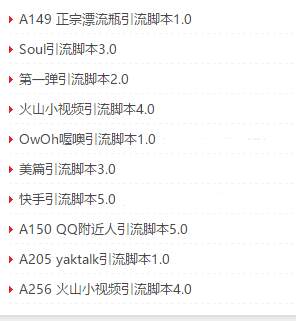 A149 正宗漂流瓶引流脚本1.0
Soul引流脚本3.0
第一弹引流脚本2.0
火山小视频引流脚本4.0
OwOh喔噢引流脚本1.0
美篇引流脚本3.0
快手引流脚本5.0
A150 QQ附近人引流脚本5.0
A205 yaktalk引流脚本1.0
A256 火山小视频引流脚本4.0